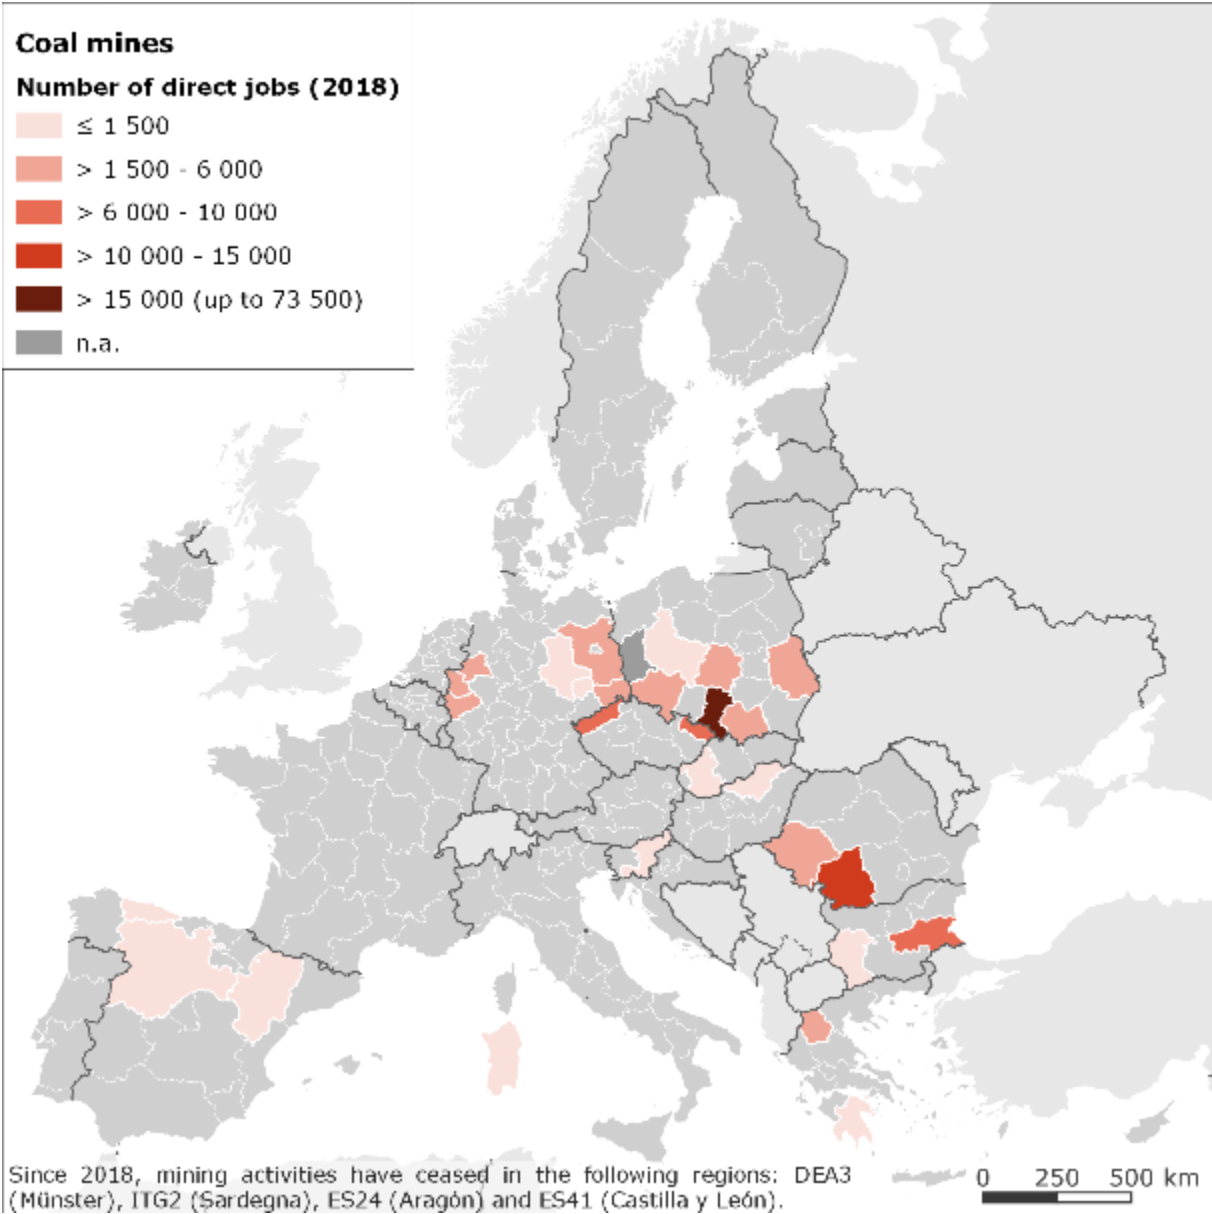 Coal mines
Number of direct jobs (2018)
≤ 1 500
> 1 500 - 6 000
> 6 000 - 10 000
> 10 000 - 15 000
> 15 000 (up to 73 500)
n.a.
Since 2018, mining activities have ceased in the following regions: DEA3
(Münster), ITG2 (Sardegna), ES24 (Aragón) and ES41 (Castilla y León).
0 250 500 km